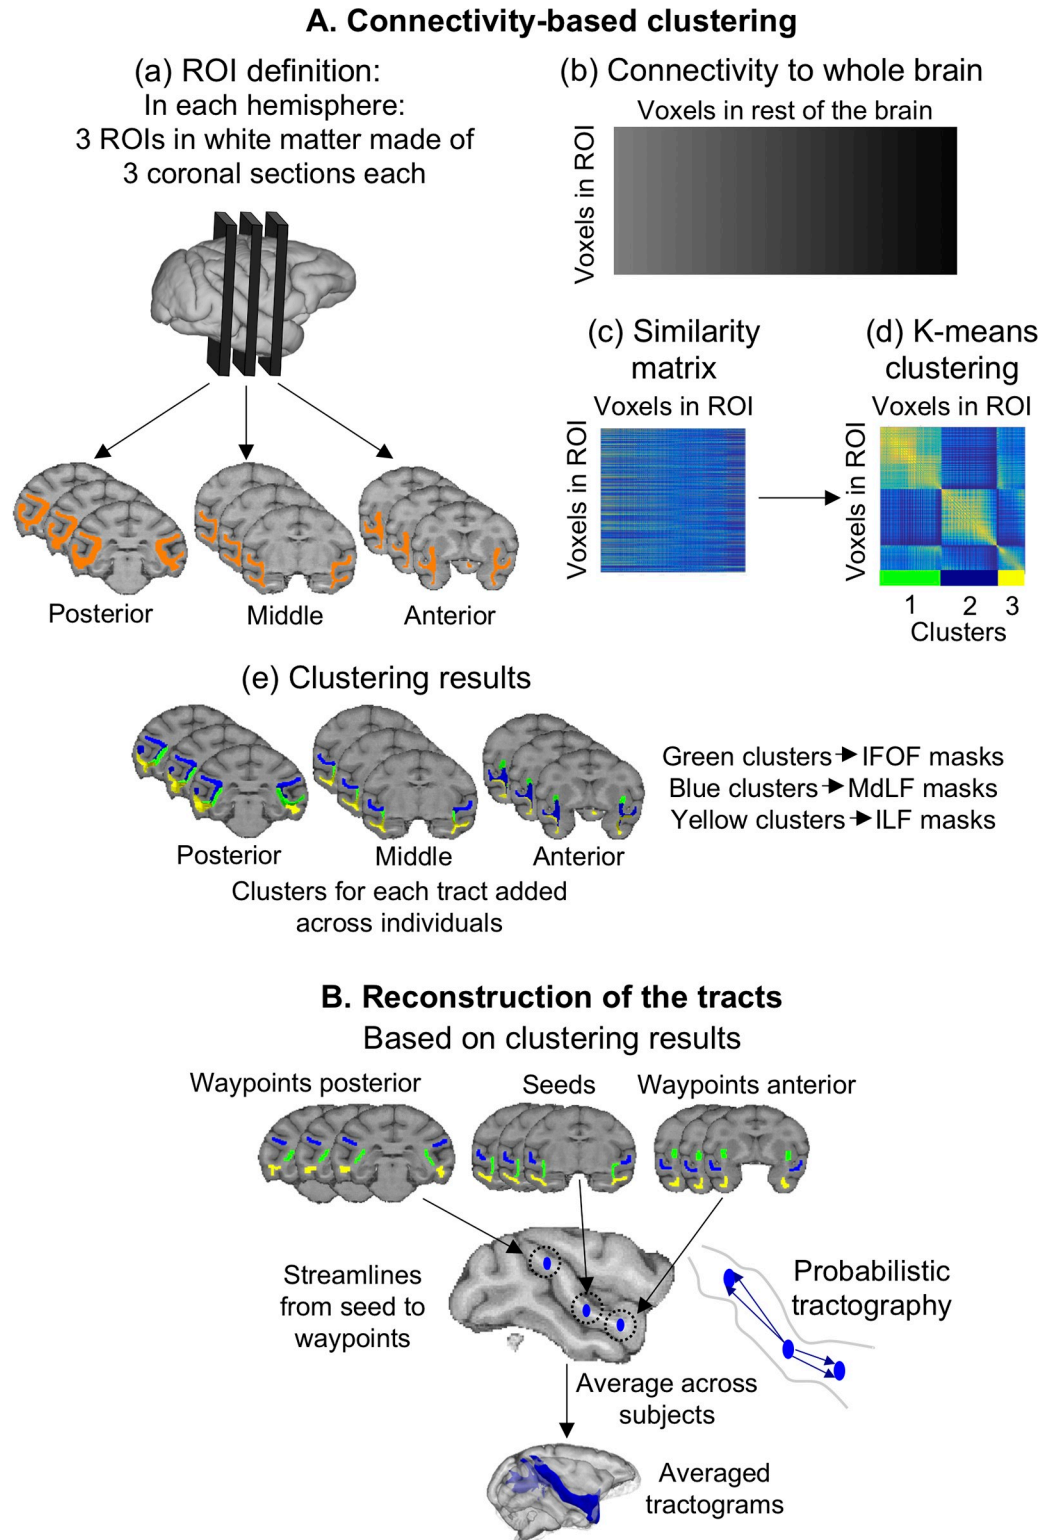 A. Connectivity-based clustering
(a) ROI definition:
In each hemisphere:
3 ROIs in white matter made of
3 coronal sections each
Posterior
Middle
Anterior
(b) Connectivity to whole brain
Voxels in rest of the brain
Voxels in ROI
(c) Similarity
matrix
Voxels in ROI
Voxels in ROI
(d) K-means
clustering
Voxels in ROI
Voxels in ROI
1 2 3
Clusters
(e) Clustering results
Posterior
Middle
Anterior
Clusters for each tract added
across individuals
Green clusters IFOF masks
Blue clusters MdLF masks
Yellow clusters ILF masks
B. Reconstruction of the tracts
Based on clustering results
Waypoints posterior
Seeds
Waypoints anterior
Streamlines
from seed to
waypoints
Probabilistic
tractography
Average across
subjects
Averaged
tractograms